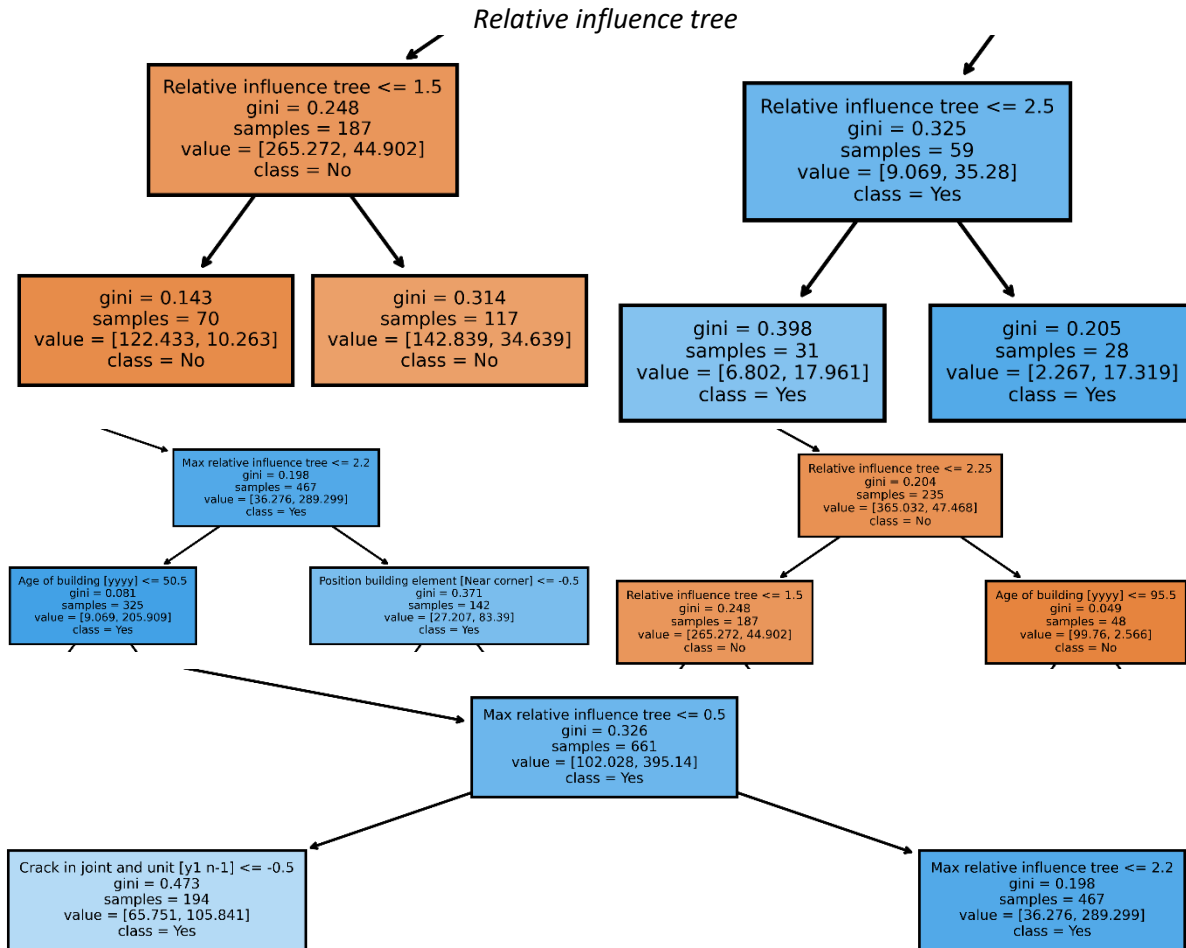 Relative influence tree
Relative influence tree <= 1.5
gini = 0.248
samples = 187
value = [265.272, 44.902]
class = No
gini = 0.143
samples = 70
value = [122.433, 10.263]
class = No
gini = 0.314
samples = 117
value = [142.839, 34.639]
class = No
Relative influence tree <= 2.5
gini = 0.325
samples = 59
value = [9.069, 35.28]
class = Yes
gini = 0.398
samples = 31
value = [6.802, 17.961]
class = Yes
gini = 0.205
samples = 28
value = [2.267, 17.319]
class = Yes
Max relative influence tree <= 2.2
gini = 0.198
samples = 467
value = [36.276, 289.299]
class = Yes
Age of building [yyyy] <= 50.5
gini = 0.081
samples = 325
value = [9.069, 205.909]
class = Yes
Position building element [Near corner] <= -0.5
gini = 0.371
samples = 142
value = [27.207, 83.39]
class = Yes
Relative influence tree <= 2.25
gini = 0.204
samples = 235
value = [365.032, 47.468]
class = No
Relative influence tree <= 1.5
gini = 0.248
samples = 187
value = [265.272, 44.902]
class = No
Age of building [yyyy] <= 95.5
gini = 0.049
samples = 48
value = [99.76, 2.566]
class = No
Max relative influence tree <= 0.5
gini = 0.326
samples = 661
value = [102.028, 395.14]
class = Yes
Crack in joint and unit [y1 n-1] <= -0.5
gini = 0.473
samples = 194
value = [65.751, 105.841]
class = Yes
Max relative influence tree <= 2.2
gini = 0.198
samples = 467
value = [36.276, 289.299]
class = Yes